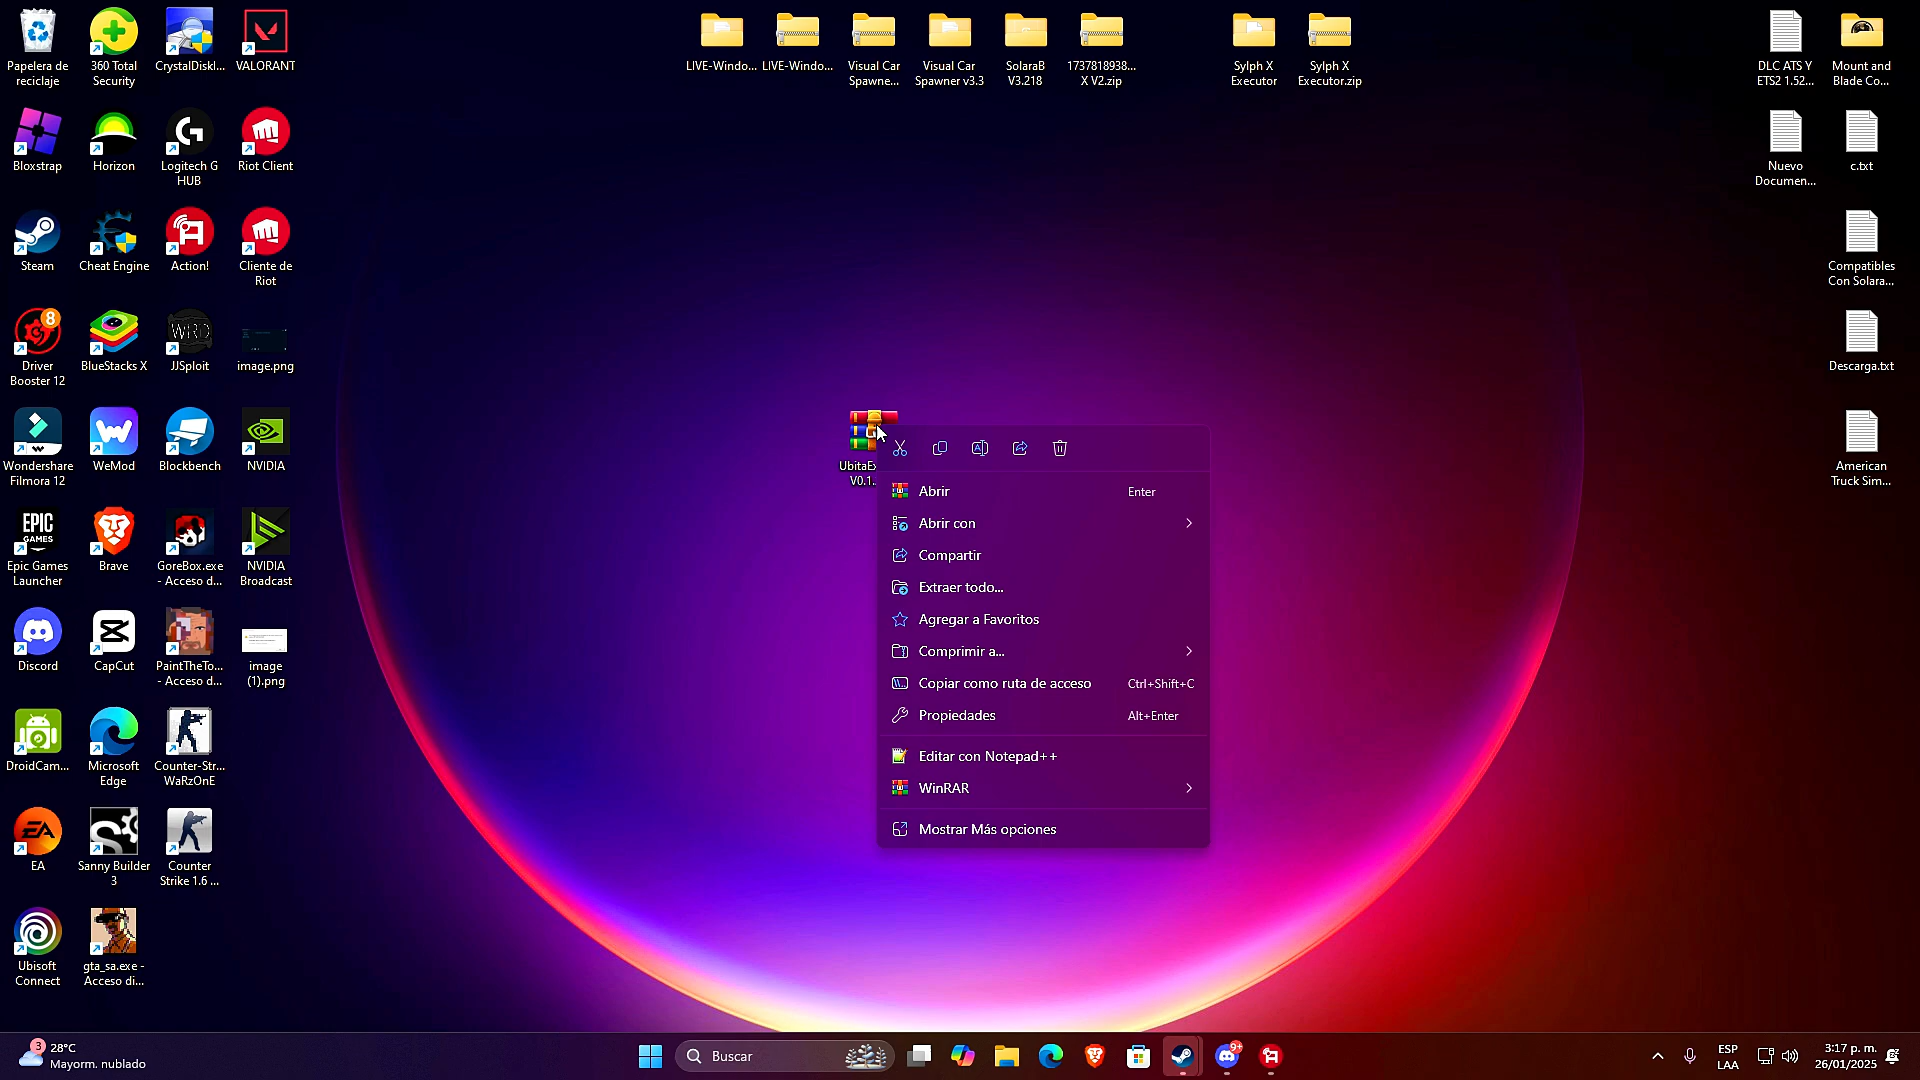 Papelera de
reciclaje
360 Total
Security
CrystalDiskI...
VALORANT
LIVE-Windo...
LIVE-Windo...
Visual Car
Spawne...
Visual Car
Spawner v3.3
SolaraB
V3.218
1737818938...
X V2.zip
Sylph X
Executor
Sylph X
Executor.zip
DLC ATS Y
ETS2 1.52...
Mount and
Blade Co...
Bloxstrap
Horizon
Logitech G
HUB
Riot Client
Nuevo
Documen...
c.txt
Steam
Cheat Engine
Action!
Cliente de
Riot
Compatibles
Con Solara...
8
Driver
Booster 12
BlueStacks X
WRD
JJSploit
image.png
Descarga.txt
Wondershare
Filmora 12
WeMod
Blockbench
NVIDIA
American
Truck Sim...
UbitaEx
V0.1..
Abrir
Enter
Abrir con
Compartir
Extraer todo...
Agregar a Favoritos
Comprimir a...
Copiar como ruta de acceso
Ctrl+Shift+C
Propiedades
Alt+Enter
Editar con Notepad++
WinRAR
Mostrar Más opciones
EPIC
GAMES
Epic Games
Launcher
Brave
GoreBox.exe
- Acceso d...
NVIDIA
Broadcast
Discord
CapCut
PaintTheTo...
- Acceso d...
image
(1).png
DroidCam...
Microsoft
Edge
Counter-Str...
WaRzOnE
EA
EA
Sanny Builder
3
Counter
Strike 1.6 ...
Ubisoft
Connect
gta_sa.exe -
Acceso di...
3
28°C
Mayorm. nublado
Buscar
9+
ESP
LAA
3:17 p. m.
26/01/2025